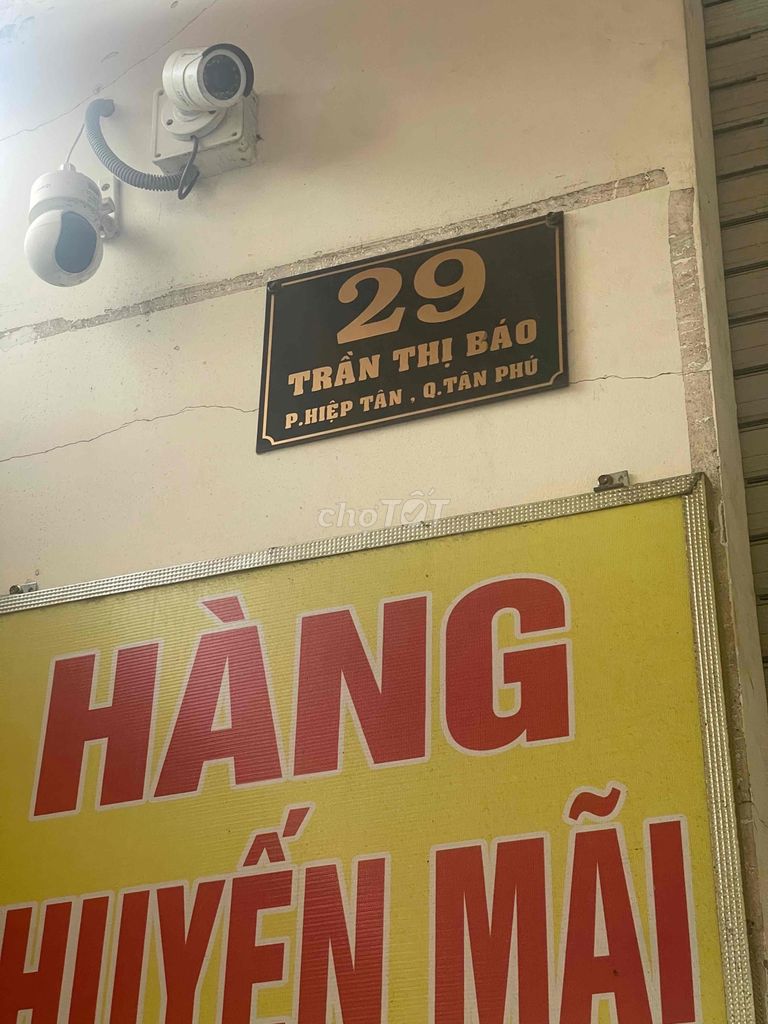 29
TRẦN THỊ BÁO
P.HIỆP TÂN , Q.TÂN PHÚ
choTỐT
HÀNG
HUYẾN MÃI